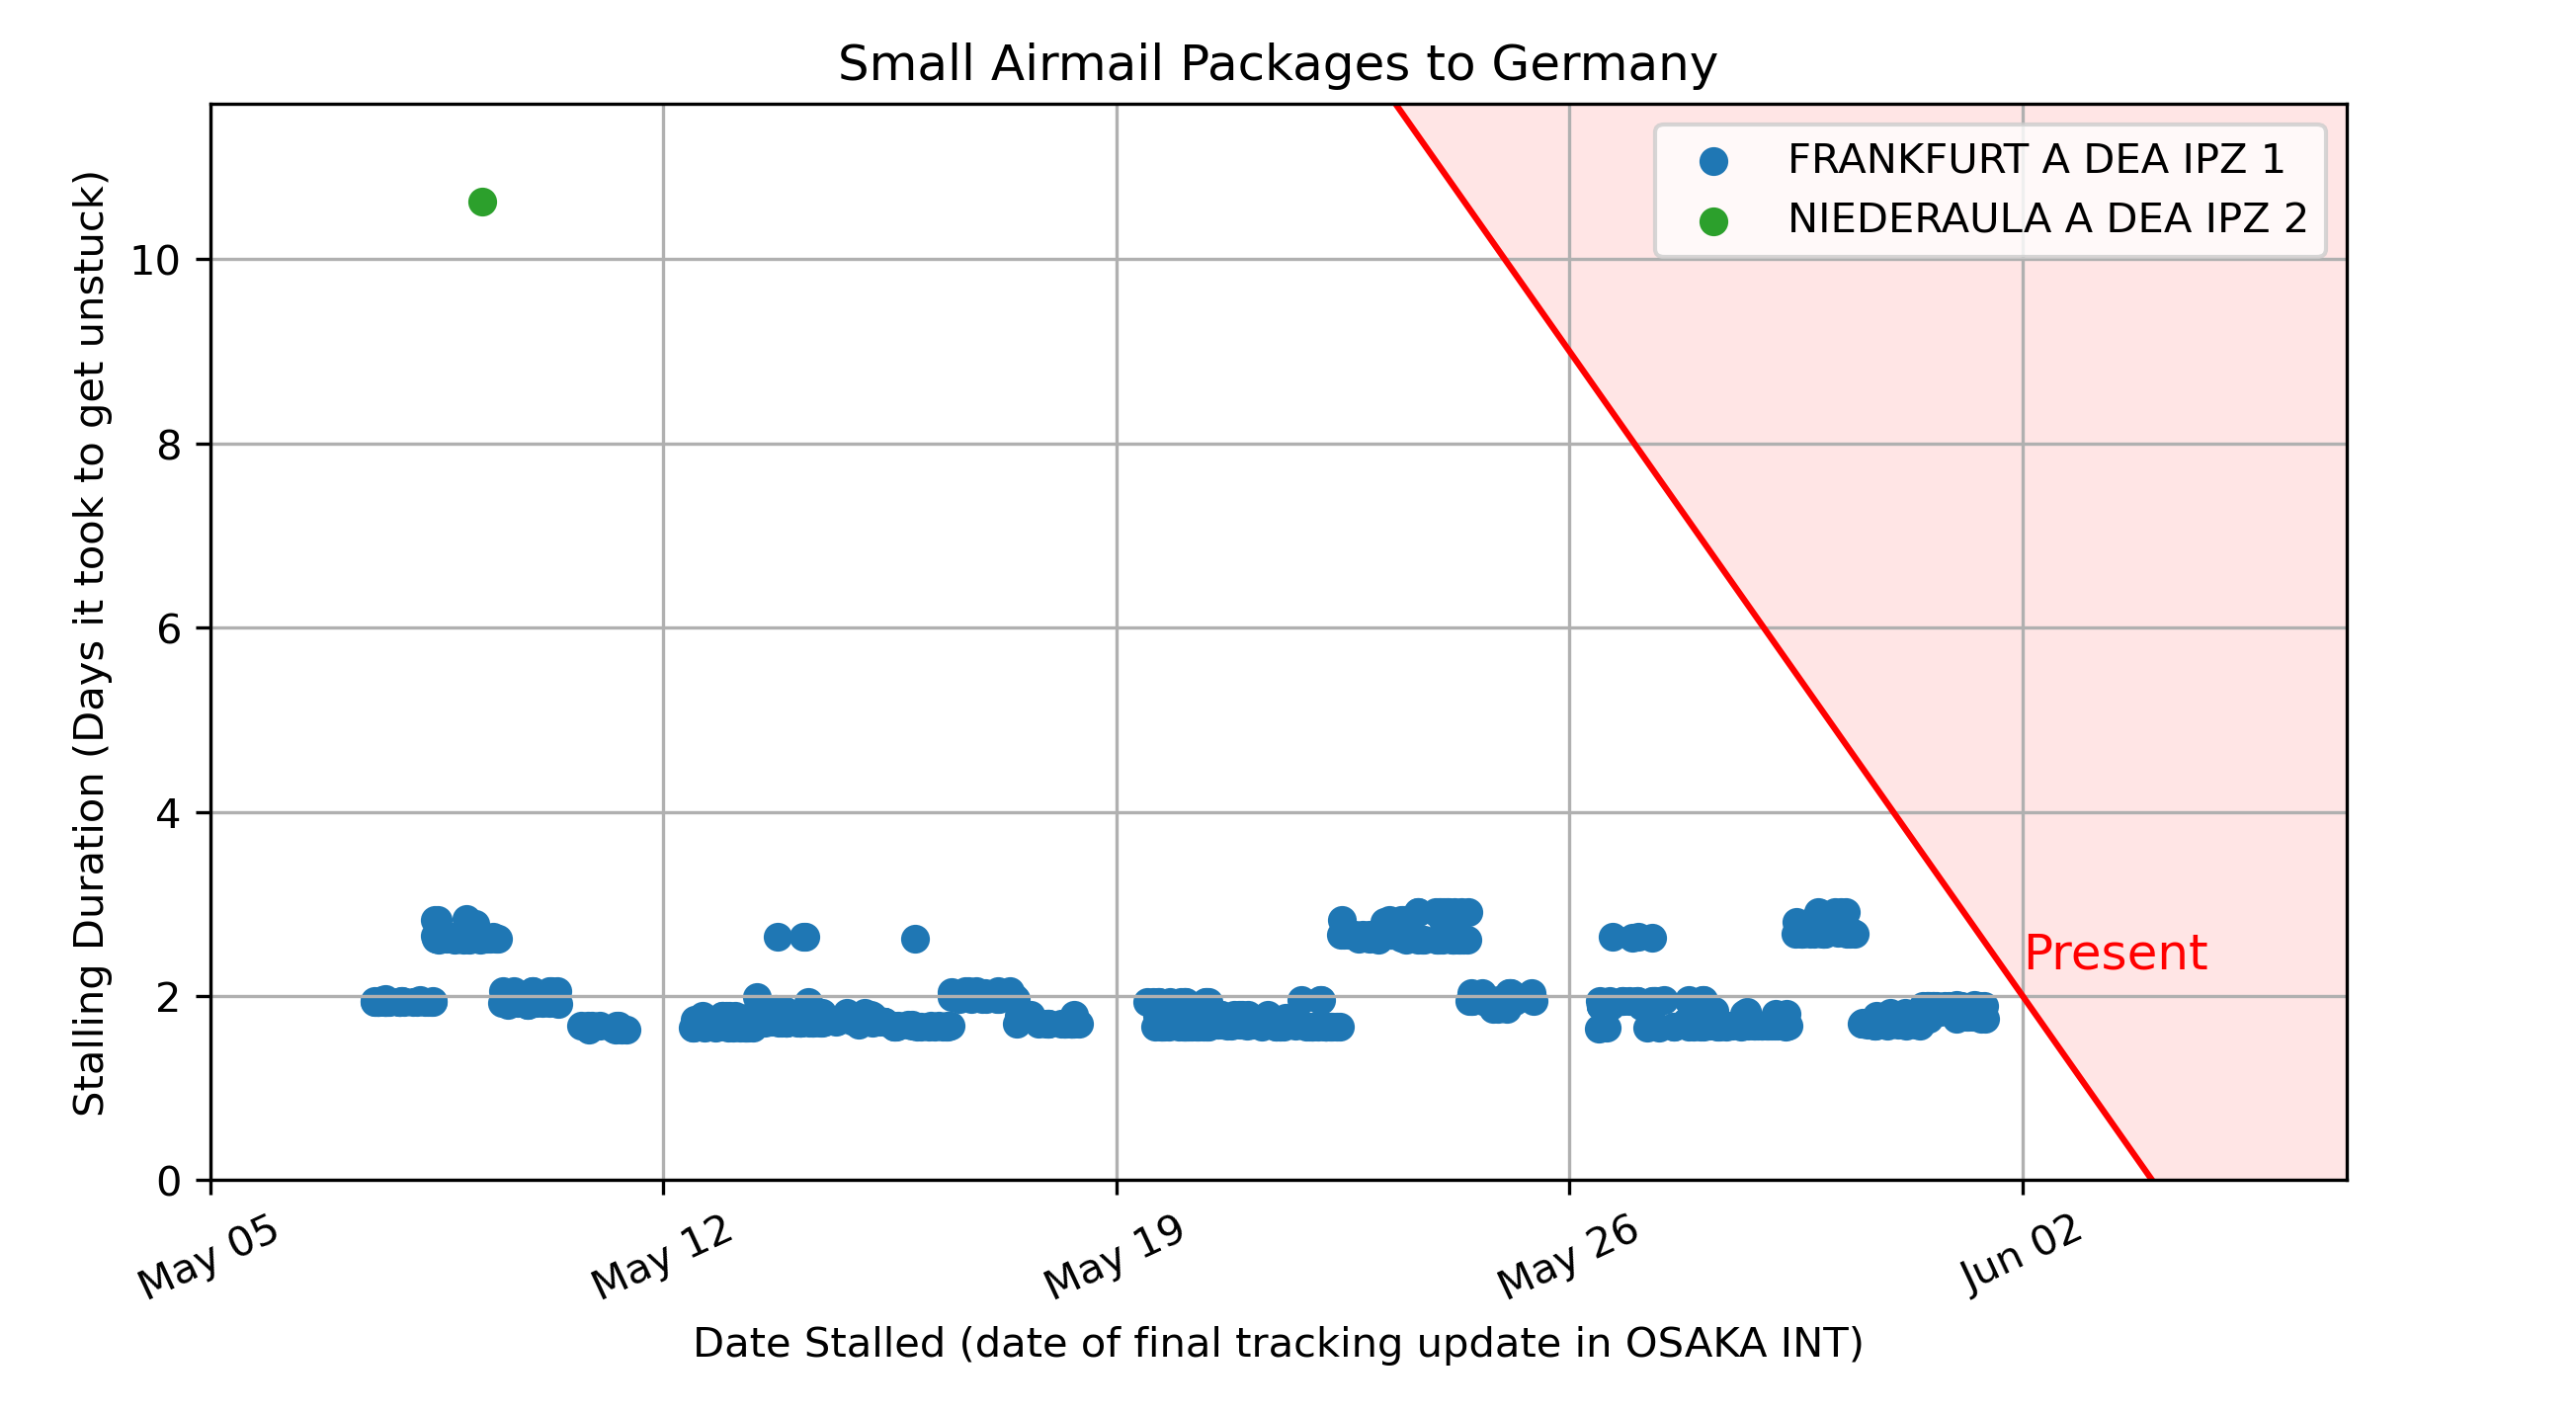 Small Airmail Packages to Germany
FRANKFURT A DEA IPZ 1
NIEDERAULA A DEA IPZ 2
Stalling Duration (Days it took to get unstuck)
10
8
6
4
2
0
Present
May 05
May 12
May 19
May 26
Jun 02
Date Stalled (date of final tracking update in OSAKA INT)